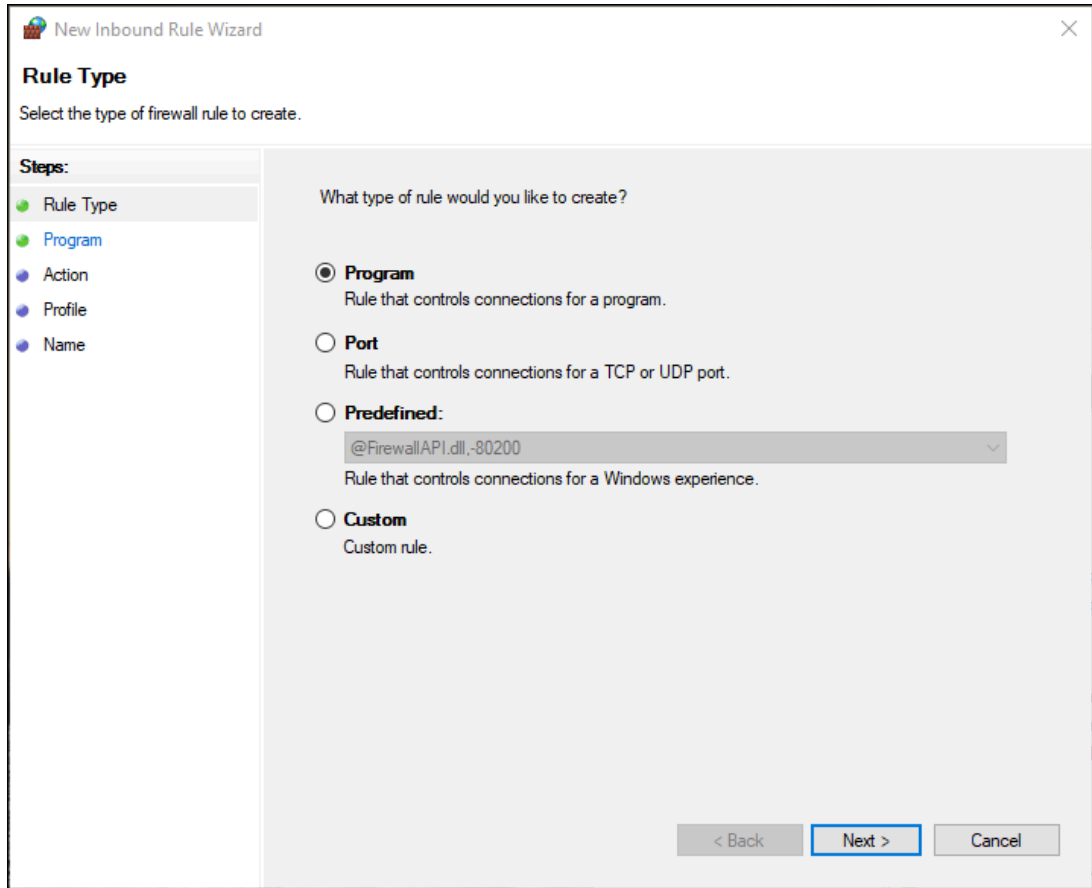 New Inbound Rule Wizard
Rule Type
Select the type of firewall rule to create.
Steps:
Rule Type
Program
Action
Profile
Name
What type of rule would you like to create?
Program
Rule that controls connections for a program.
Port
Rule that controls connections for a TCP or UDP port.
Predefined:
@FirewallAPI.dll,-80200
Rule that controls connections for a Windows experience.
Custom
Custom rule.
< Back Next > Cancel